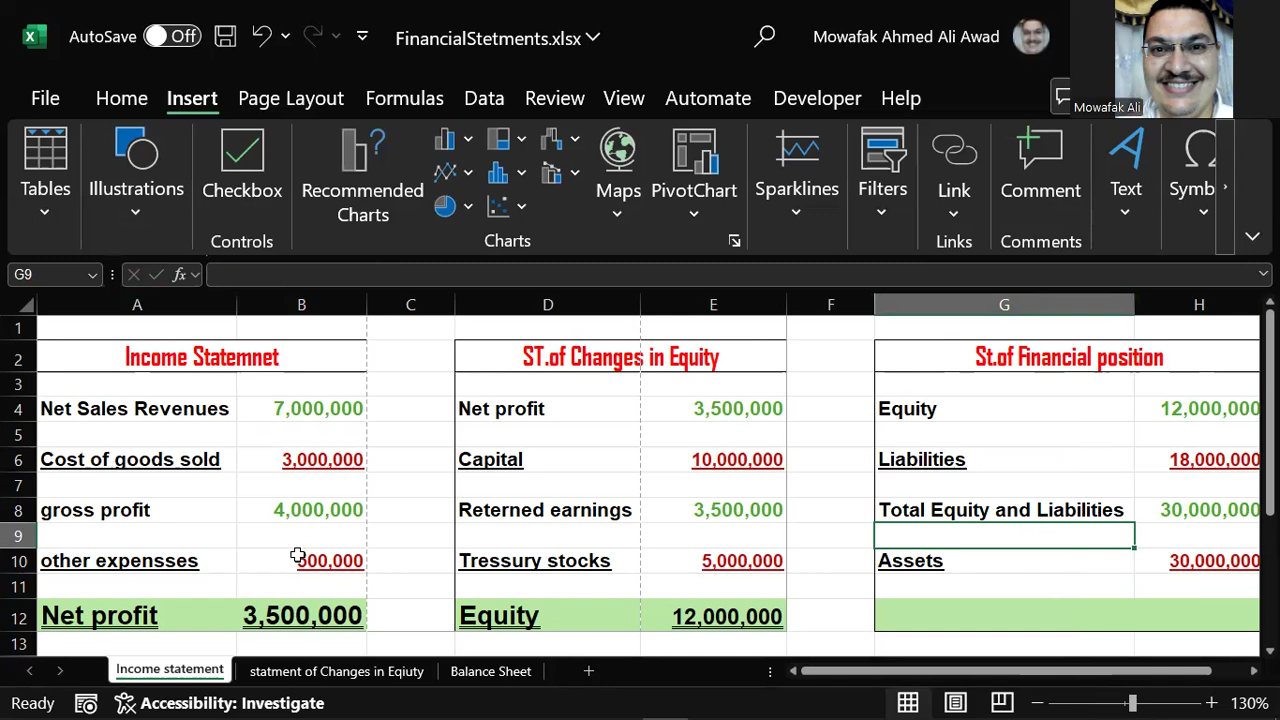 AutoSave Off FinancialStetments.xlsx Mowafak Ahmed Ali Awad
Mowafak Ali
File Home Insert Page Layout Formulas Data Review View Automate Developer Help
Tables Illustrations Checkbox Recommended Charts Maps PivotChart Sparklines Filters Link Comment Text Symb
Controls Charts Links Comments
G9 fx
A B C D E F G H
1
2 Income Statemnet ST.of Changes in Equity St.of Financial position
3
4 Net Sales Revenues 7,000,000 Net profit 3,500,000 Equity 12,000,000
5
6 Cost of goods sold 3,000,000 Capital 10,000,000 Liabilities 18,000,000
7
8 gross profit 4,000,000 Returned earnings 3,500,000 Total Equity and Liabilities 30,000,000
9
10 other expensses 500,000 Tressury stocks 5,000,000 Assets 30,000,000
11
12 Net profit 3,500,000 Equity 12,000,000
13
Income statement statment of Changes in Eqiuty Balance Sheet
Ready Accessibility: Investigate 130%